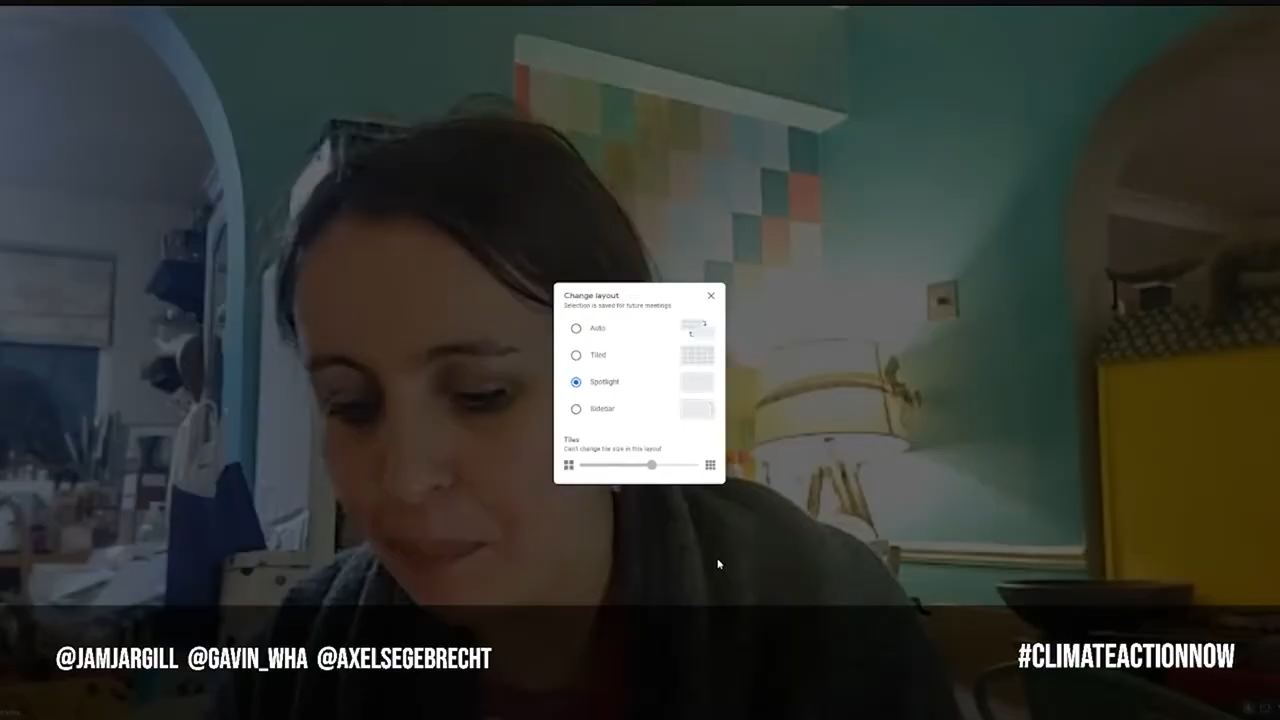 Change layout
Selection is saved for future meetings
Auto
Tiled
Spotlight
Sidebar
Tiles
Can't change tile size in this layout
@JAMJARGILL @GAVIN_WHA @AXELSEGEBRECHT
#CLIMATEACTIONNOW